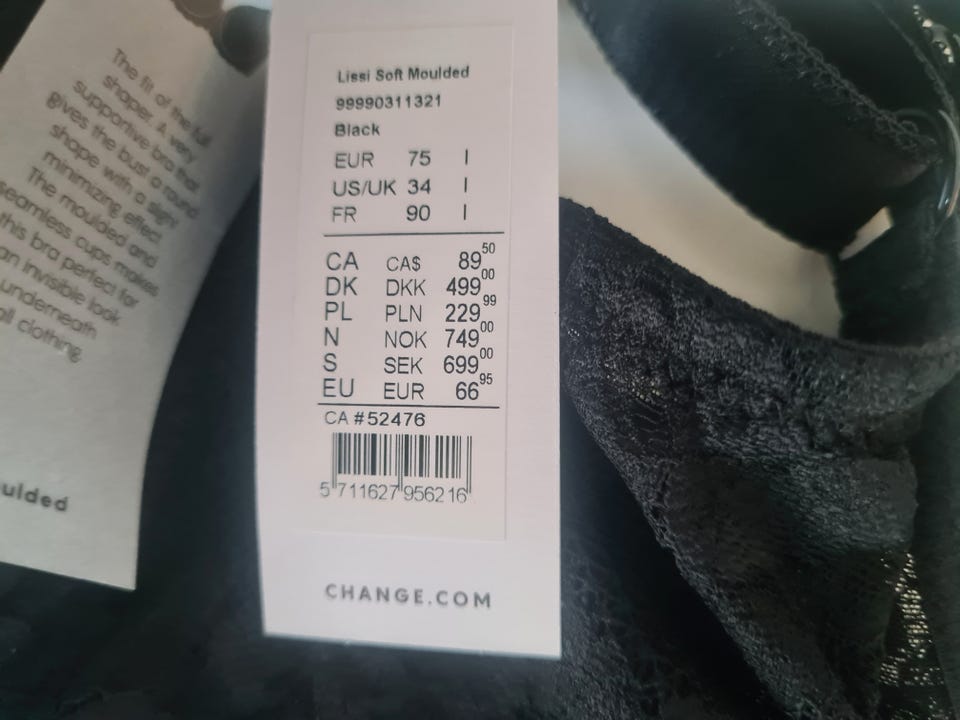 The fit of the full
shaper. A very
supportive bra that
gives the bust a round
shape with a slight
minimizing effect.
The moulded and
seamless cups makes
this bra perfect for
an invisible look
underneath
all clothing.
oulded
Lissi Soft Moulded
99990311321
Black
EUR 75 I
US/UK 34 I
FR 90 I
CA CA$ 89 50
DK DKK 499 00
PL PLN 229 99
N NOK 749 00
S SEK 699 00
EU EUR 66 95
CA #52476
5 711627 956216
CHANGE.COM